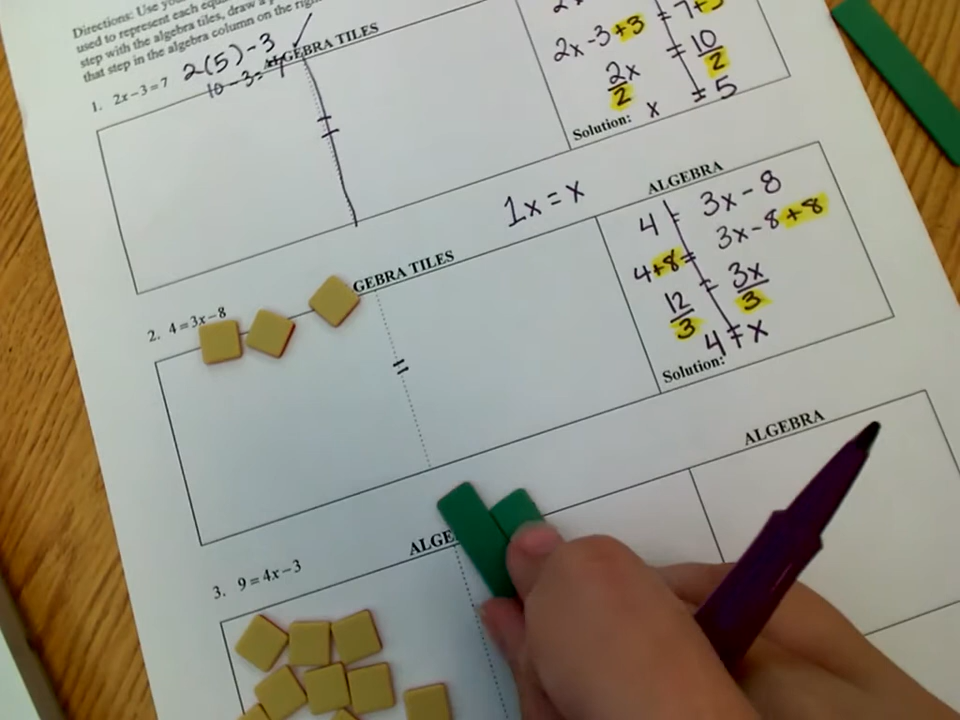 Directions: Use
used to represent each
step with the algebra tiles, draw a
that step in the algebra column on the
1. 2x-3=7
2(5)-3
10-3=
ALGEBRA TILES
2x-3+3 = 7+3
2x/2 = 10/2
Solution: x = 5
1x = x
2. 4=3x-8
GEBRA TILES
=
ALGEBRA
4 = 3x-8
4+8 = 3x-8+8
12/3 = 3x/3
4 = x
Solution:
3. 9=4x-3
ALGE
ALGEBRA